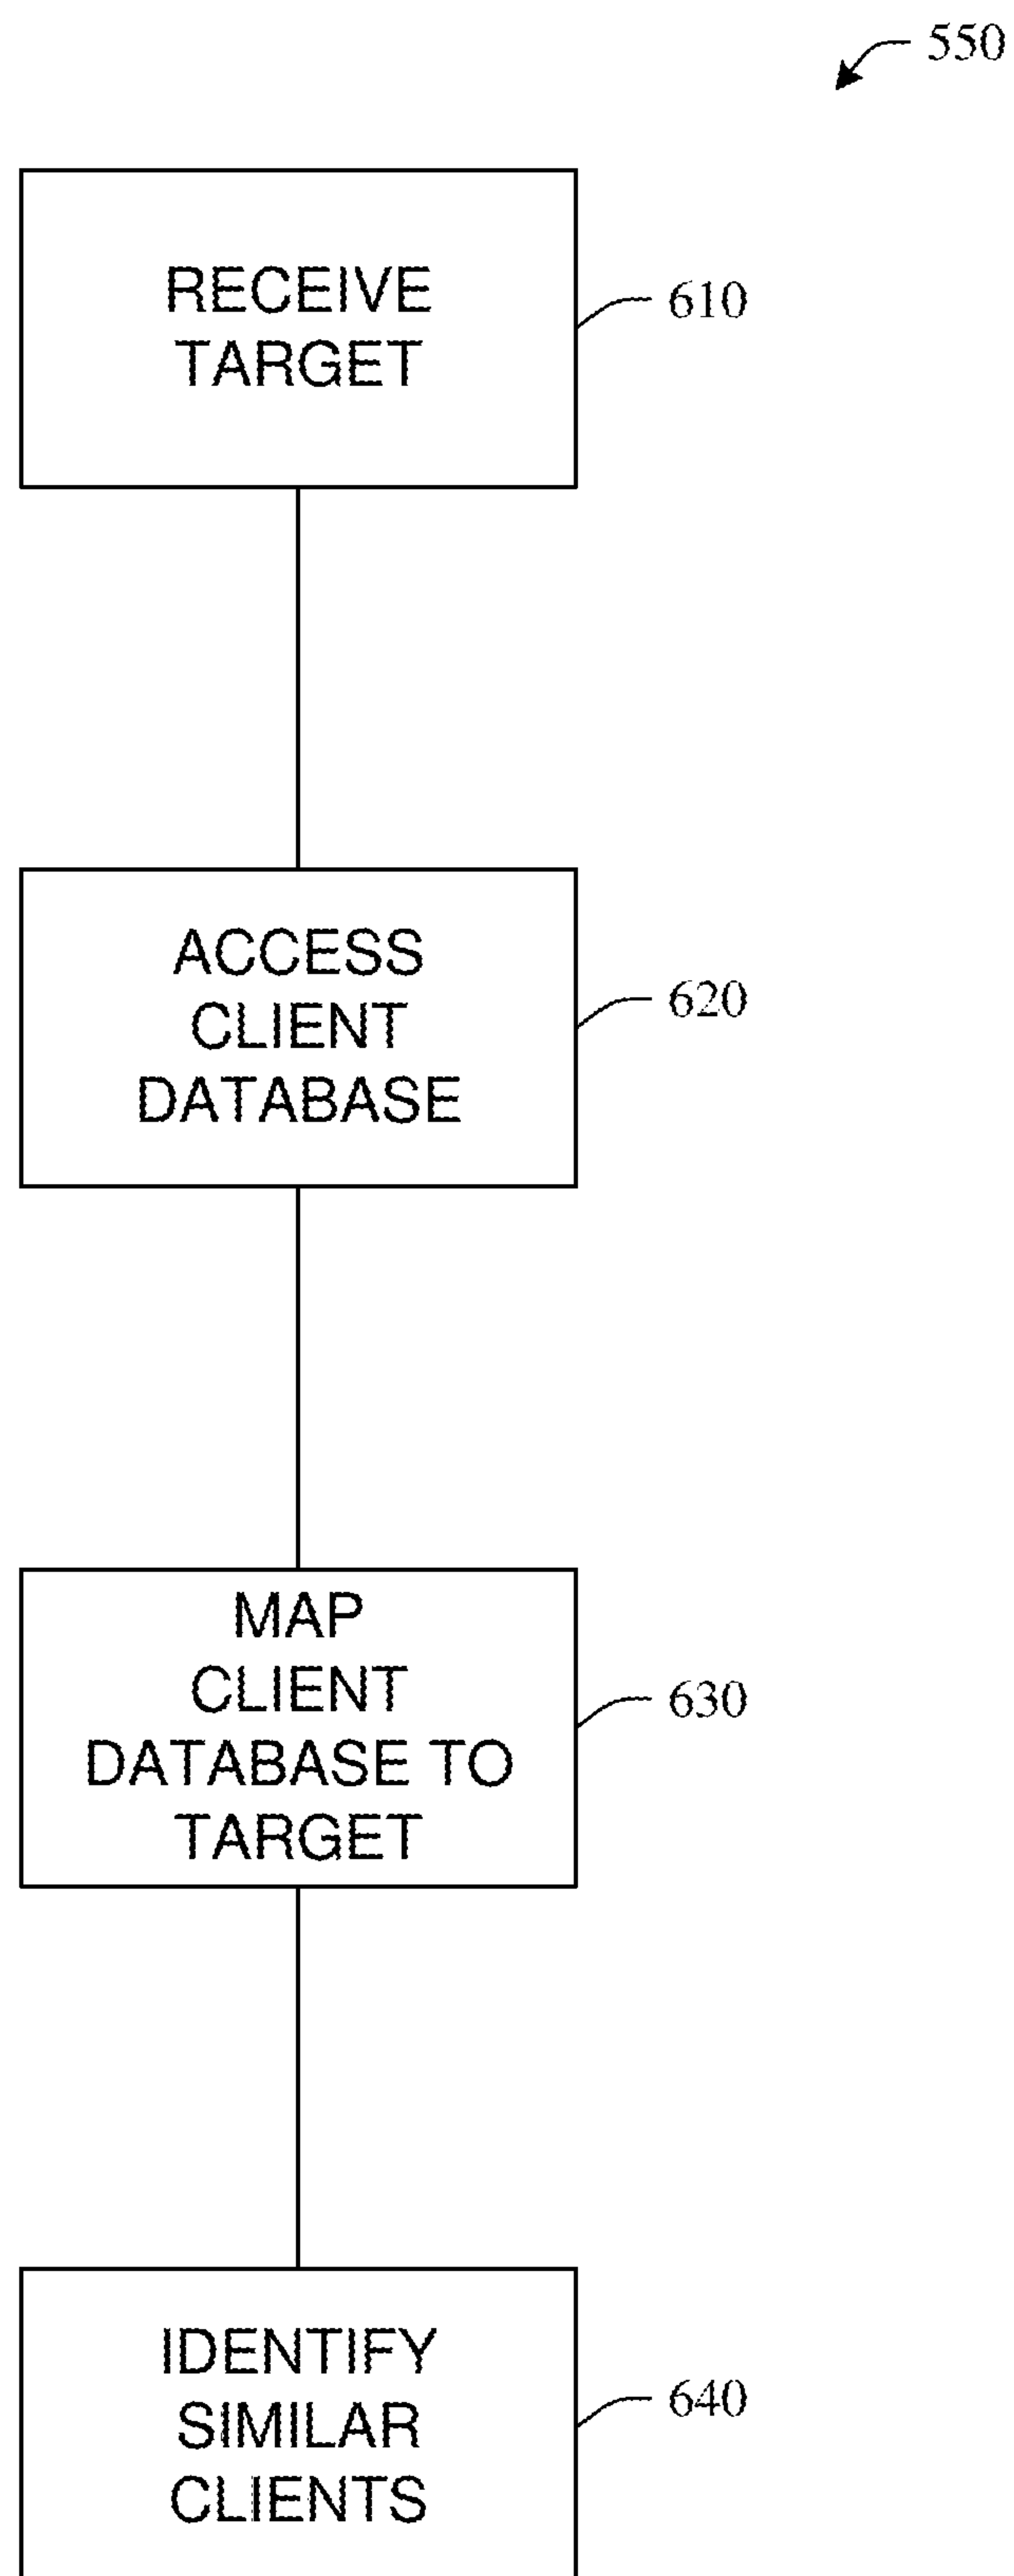 550
RECEIVE
TARGET
610
ACCESS
CLIENT
DATABASE
620
MAP
CLIENT
DATABASE TO
TARGET
630
IDENTIFY
SIMILAR
CLIENTS
640